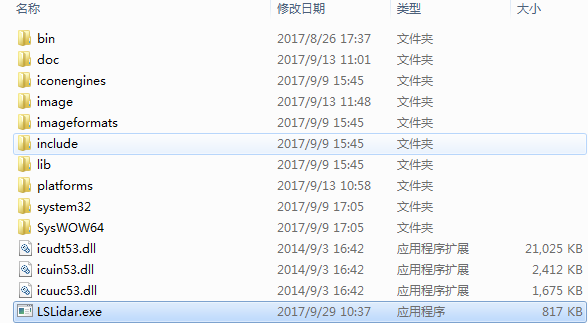 名称 修改日期 类型 大小
bin 2017/8/26 17:37 文件夹
doc 2017/9/13 11:01 文件夹
iconengines 2017/9/9 15:45 文件夹
image 2017/9/13 11:48 文件夹
imageformats 2017/9/9 15:45 文件夹
include 2017/9/9 15:45 文件夹
lib 2017/9/9 15:45 文件夹
platforms 2017/9/13 10:58 文件夹
system32 2017/9/9 17:05 文件夹
SysWOW64 2017/9/9 17:05 文件夹
icudt53.dll 2014/9/3 16:42 应用程序扩展 21,025 KB
icuin53.dll 2014/9/3 16:42 应用程序扩展 2,412 KB
icuuc53.dll 2014/9/3 16:42 应用程序扩展 1,675 KB
LSLidar.exe 2017/9/29 10:37 应用程序 817 KB